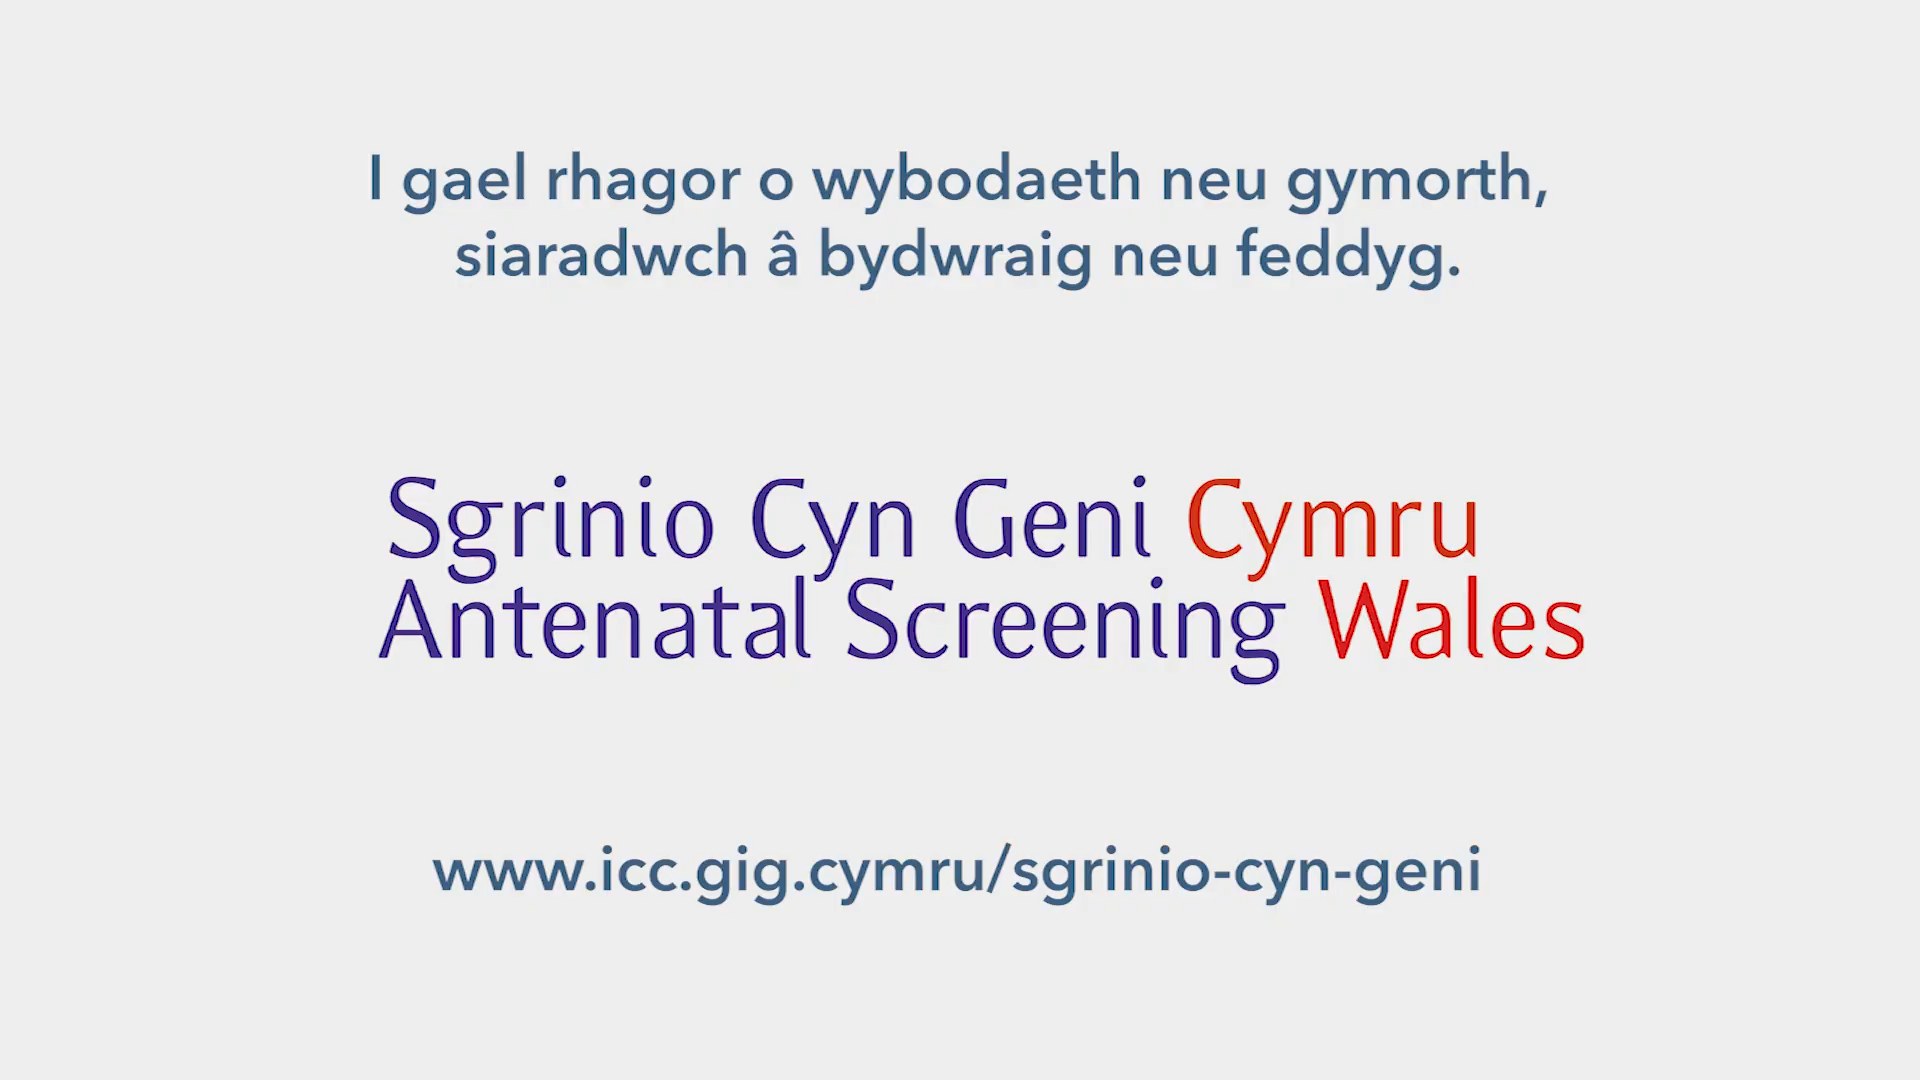 I gael rhagor o wybodaeth neu gymorth,
siaradwch â bydwraig neu feddyg.
Sgrinio Cyn Geni Cymru
Antenatal Screening Wales
www.icc.gig.cymru/sgrinio-cyn-geni